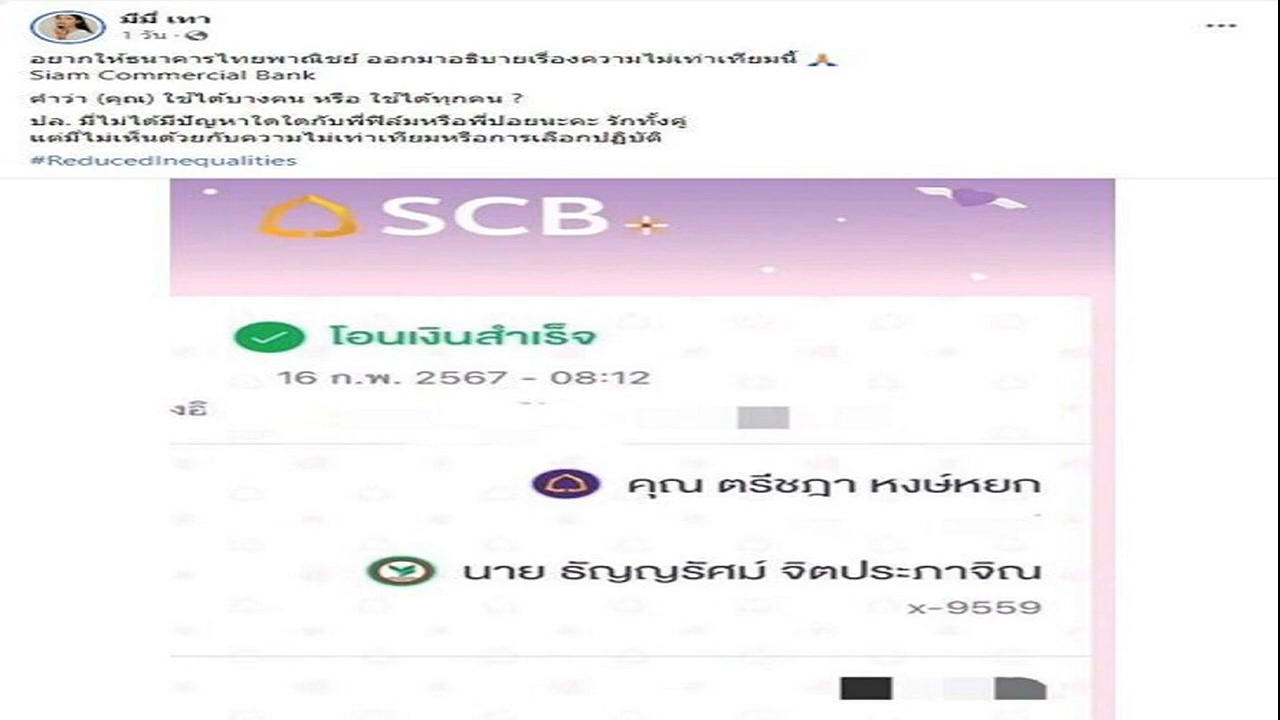 มีมี่ เทา
1 วัน ·
อยากให้ธนาคารไทยพาณิชย์ ออกมาอธิบายเรื่องความไม่เท่าเทียมนี้ 🙏
Siam Commercial Bank
คำว่า (คุณ) ใช้ได้บางคน หรือ ใช้ได้ทุกคน ?
ปล. มี่ไม่ได้มีปัญหาใดใดกับพี่ฟิล์มหรือพี่ปอยนะคะ รักทั้งคู่
แต่มี่ไม่เห็นด้วยกับความไม่เท่าเทียมหรือการเลือกปฏิบัติ
#ReducedInequalities
SCB
โอนเงินสำเร็จ
16 ก.พ. 2567 - 08:12
งอิ
คุณ ตรีชฎา หงษ์หยก
นาย ธัญญรัศม์ จิตประภาจิณ
x-9559